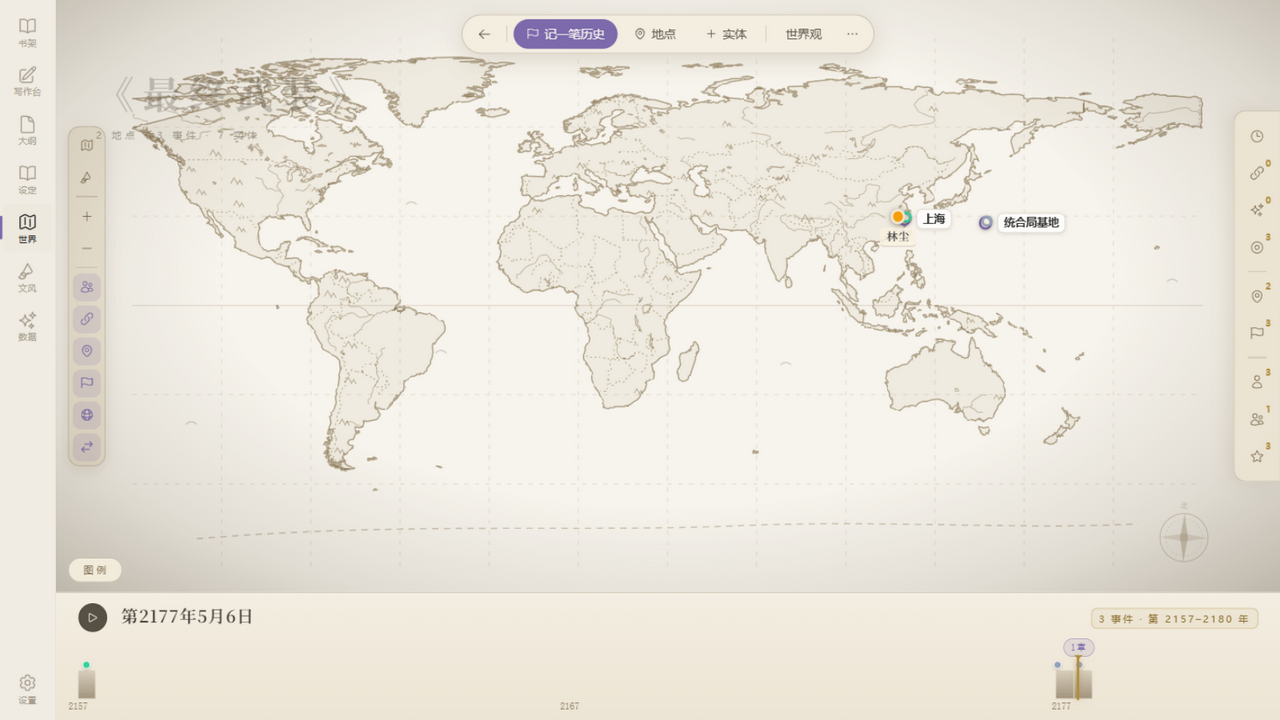 书架
写作台
大纲
设定
世界
文风
数据
设置
记一笔历史
地点
+ 实体
世界观
...
2 地点 3 事件 7 实体
上海
林尘
统合局基地
0
0
3
2
3
3
1
3
北
图例
第2177年5月6日
3 事件 · 第 2157–2180 年
1章
2157
2167
2177